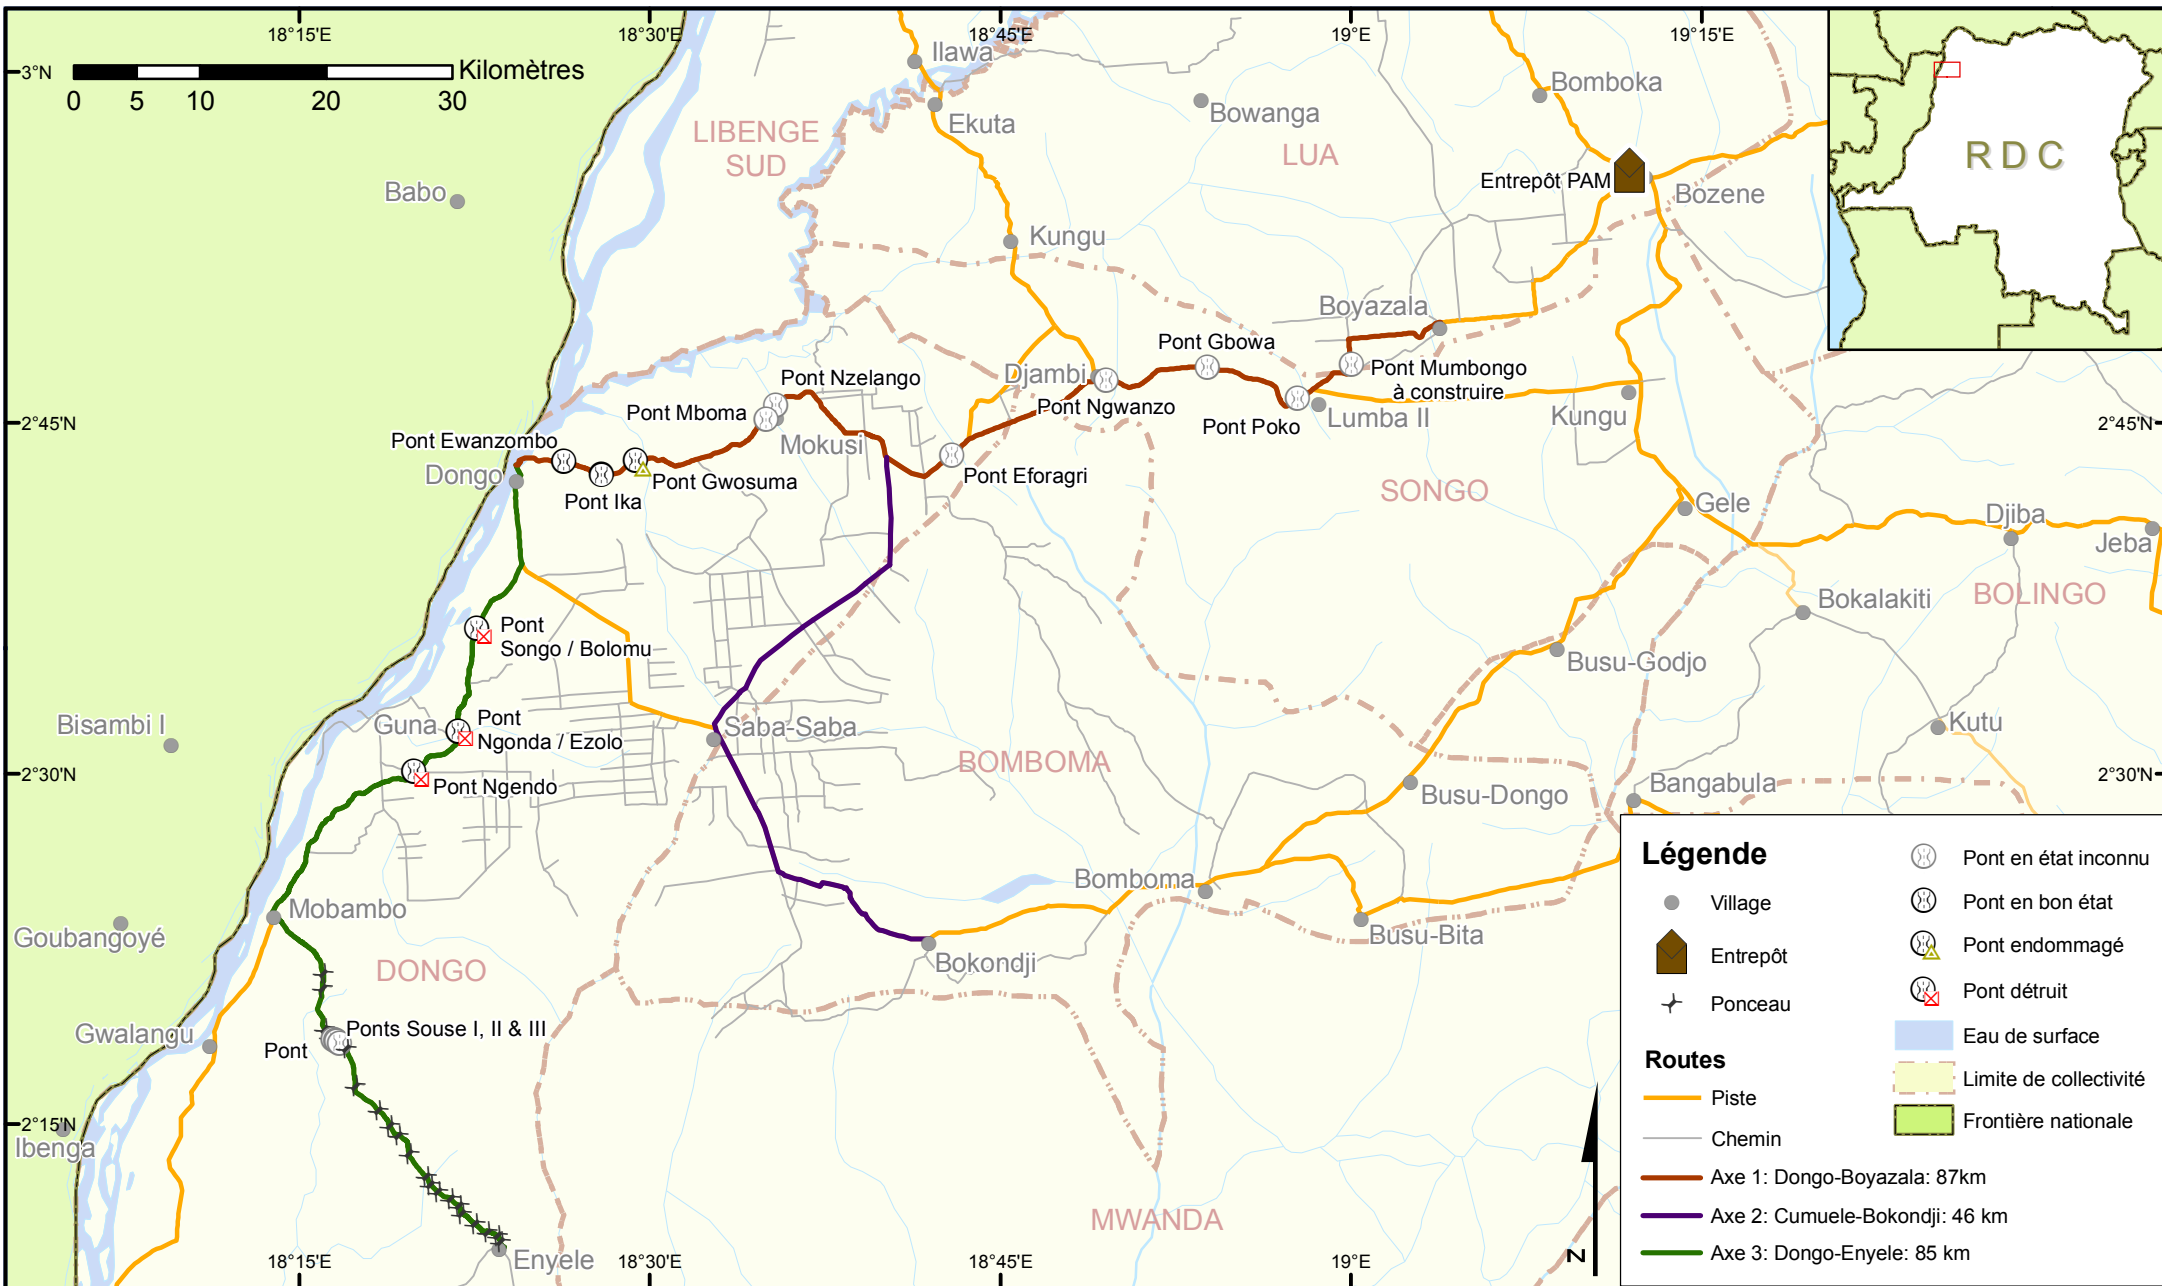 18°15'E
18°30'E
18°45'E
19°E
19°15'E
3°N
Kilomètres
0
5
10
20
30
Ilawa
Ekuta
LIBENGE
SUD
Bowanga
LUA
Bomboka
Entrepôt PAM
Bozene
RDC
Babo
Kungu
Boyazala
Pont Gbowa
Djambi
Pont Mumbongo
à construire
Pont Nzelango
Pont Mboma
Pont Ngwanzo
Lumba II
Kungu
Pont Poko
2°45'N
2°45'N
Pont Ewanzombo
Mokusi
Dongo
Pont Gwosuma
Pont Eforagri
Pont Ika
SONGO
Gele
Djiba
Jeba
Bokalakiti
BOLINGO
Pont
Songo / Bolomu
Busu-Godjo
Guna
Pont
Ngonda / Ezolo
Bisambi I
Saba-Saba
Kutu
BOMBOMA
2°30'N
2°30'N
Pont Ngendo
Busu-Dongo
Bangabula
Bomboma
Mobambo
Goubangoyé
Busu-Bita
DONGO
Bokondji
Gwalangu
Ponts Souse I, II & III
Pont
2°15'N
Ibenga
MWANDA
Enyele
18°15'E
18°30'E
18°45'E
19°E
Z
Légende
Village
Entrepôt
Ponceau
Pont en état inconnu
Pont en bon état
Pont endommagé
Pont détruit
Eau de surface
Limite de collectivité
Frontière nationale
Routes
Piste
Chemin
Axe 1: Dongo-Boyazala: 87km
Axe 2: Cumuele-Bokondji: 46 km
Axe 3: Dongo-Enyele: 85 km